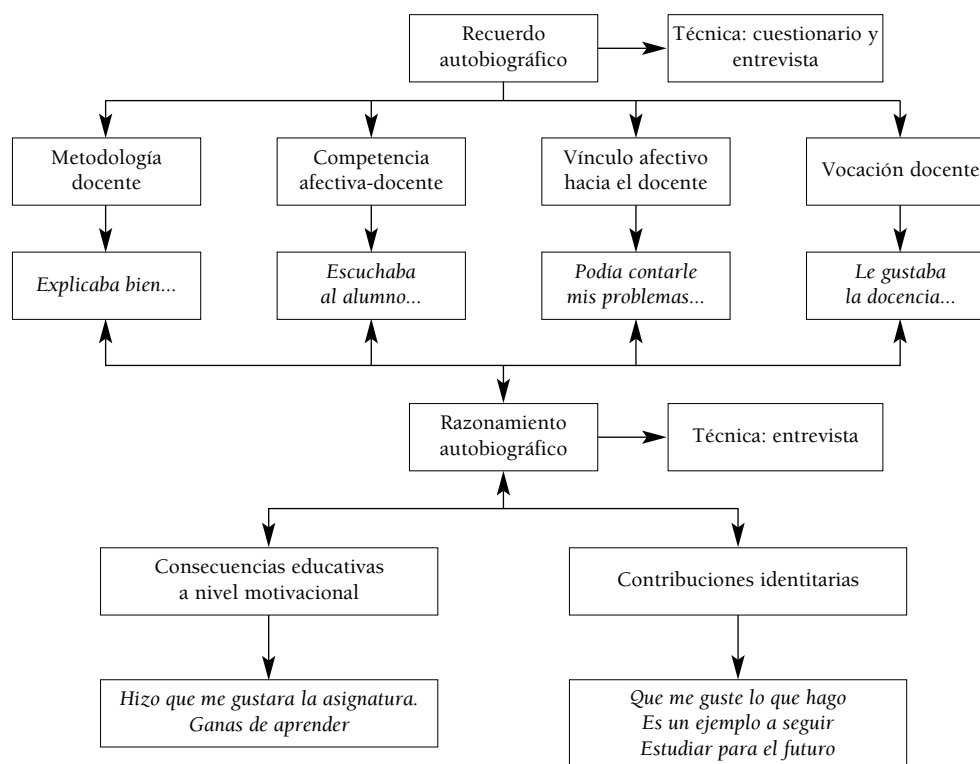 Recuerdo
autobiográfico
Técnica: cuestionario y
entrevista
Metodología
docente
Competencia
afectiva-docente
Vínculo afectivo
hacia el docente
Vocación docente
Explicaba bien...
Escuchaba
al alumno...
Podía contarle
mis problemas...
Le gustaba
la docencia...
Razonamiento
autobiográfico
Técnica: entrevista
Consecuencias educativas
a nivel motivacional
Contribuciones identitarias
Hizo que me gustara la asignatura.
Ganas de aprender
Que me guste lo que hago
Es un ejemplo a seguir
Estudiar para el futuro